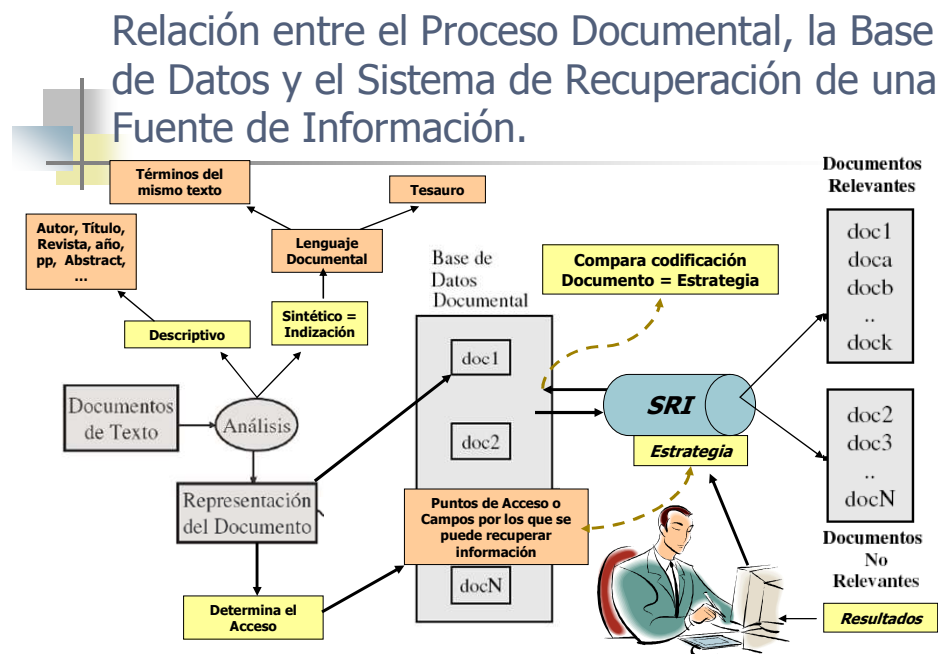 Relación entre el Proceso Documental, la Base
de Datos y el Sistema de Recuperación de una
Fuente de Información.
Términos del
mismo texto
Tesauro
Autor, Título,
Revista, año,
pp, Abstract,
...
Lenguaje
Documental
Descriptivo
Sintético =
Indización
Documentos
de Texto
Análisis
Representación
del Documento
Determina el
Acceso
Base de
Datos
Documental
doc1
doc2
Puntos de Acceso o
Campos por los que se
puede recuperar
información
docN
Compara codificación
Documento = Estrategia
SRI
Estrategia
Documentos
Relevantes
doc1
doca
docb
..
dock
doc2
doc3
..
docN
Documentos
No
Relevantes
Resultados